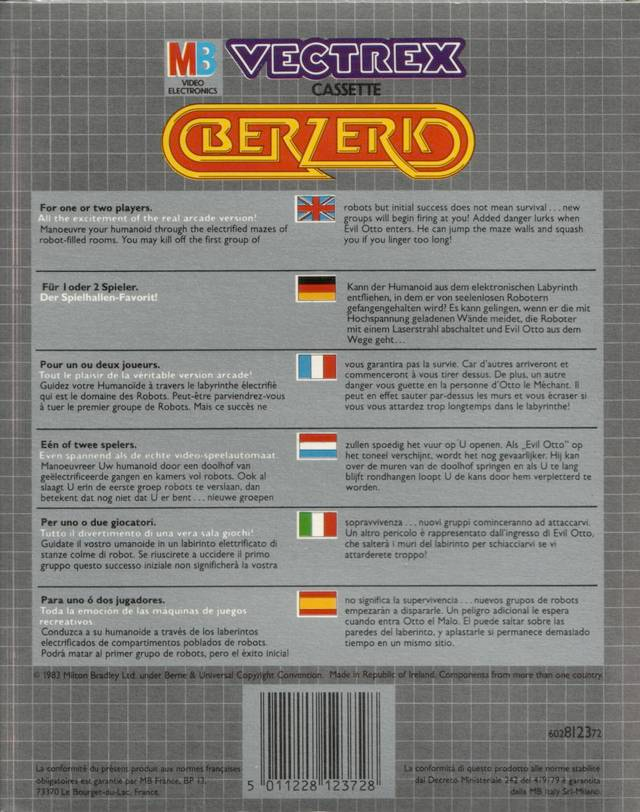 MB VECTREX
VIDEO
ELECTRONICS
CASSETTE
BERZERK
For one or two players.
All the excitement of the real arcade version!
Manoeuvre your humanoid through the electrified mazes of
robot-filled rooms. You may kill off the first group of
robots but initial success does not mean survival . . . new
groups will begin firing at you! Added danger lurks when
Evil Otto enters. He can jump the maze walls and squash
you if you linger too long!
Für 1 oder 2 Spieler.
Der Spielhallen-Favorit!
Kann der Humanoid aus dem elektronischen Labyrinth
entfliehen, in dem er von seelenlosen Robotern
gefangengehalten wird? Es kann gelingen, wenn er die mit
Hochspannung geladenen Wände meidet, die Roboter
mit einem Laserstrahl abschaltet und Evil Otto aus dem
Wege geht...
Pour un ou deux joueurs.
Tout le plaisir de la véritable version arcade!
Guidez votre Humanoïde à travers le labyrinthe électrifié
qui est le domaine des Robots. Peut-être parviendrez-vous
à tuer le premier groupe de Robots. Mais ce succès ne
vous garantira pas la survie. Car d'autres arriveront et
commenceront à vous tirer dessus. De plus, un autre
danger vous guette en la personne d'Otto le Méchant. Il
peut en effet sauter par-dessus les murs et vous écraser si
vous vous attardez trop longtemps dans le labyrinthe!
Eén of twee spelers.
Even spannend als de echte video-speelautomaat.
Manoeuvreer Uw humanoid door een doolhof van
geëlectrificeerde gangen en kamers vol robots. Ook al
slaagt U erin de eerste groep robots te verslaan, dan
betekent dat nog niet dat U er bent . . . nieuwe groepen
zullen spoedig het vuur op U openen. Als „Evil Otto" op
het toneel verschijnt, wordt het nog gevaarlijker. Hij kan
over de muren van de doolhof springen en als U te lang
blijft rondhangen loopt U de kans door hem verpletterd te
worden.
Per uno o due giocatori.
Tutto il divertimento di una vera sala giochi!
Guidate il vostro umanoide in un labirinto elettrificato di
stanze colme di robot. Se riuscirete a uccidere il primo
gruppo questo successo iniziale non significherà la vostra
sopravvivenza . . . nuovi gruppi cominceranno ad attaccarvi.
Un altro pericolo è rappresentato dall'ingresso di Evil Otto,
che salterà i muri del labirinto per schiacciarvi se vi
attarderete troppo!
Para uno ó dos jugadores.
Toda la emoción de las maquinas de juegos
recreativos.
Conduzca a su humanoide a través de los laberintos
electrificados de compartimentos poblados de robots.
Podrá matar al primer grupo de robots, pero el éxito inicial
no significa la supervivencia . . . nuevos grupos de robots
empezarán a dispararle. Un peligro adicional le espera
cuando entra Otto el Malo. El puede saltar sobre las
paredes del laberinto, y aplastarle si permanece demasiado
tiempo en un mismo sitio.
© 1983 Milton Bradley Ltd. under Berne & Universal Copyright Convention. Made in Republic of Ireland. Components from more than one country.
602812372
La conformité du présent produit aux normes françaises
obligatoires est garantie par MB France, BP 13,
73370 Le Bourget-du-Lac, France.
5 011228 123728
La conformità di questo prodotto alle norme stabilite
dal Decreto Ministeriale 242 del 4/9/79 è garantita
dalla MB Italy Srl-Milano.